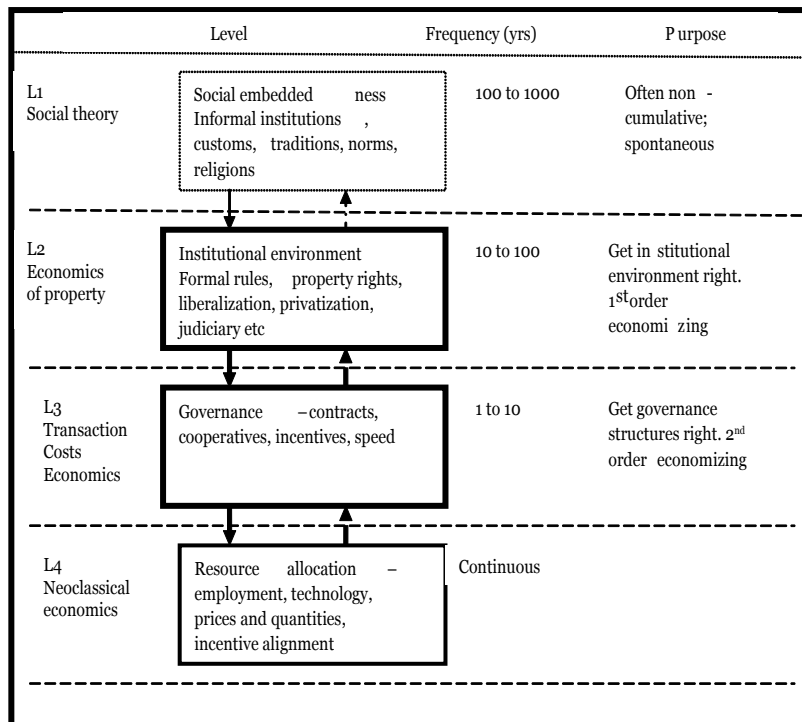 Level Frequency (yrs) P urpose
L1
Social theory
Social embedded ness
Informal institutions ,
customs, traditions, norms,
religions
100 to 1000
Often non -
cumulative;
spontaneous
L2
Economics
of property
Institutional environment
Formal rules, property rights,
liberalization, privatization,
judiciary etc
10 to 100
Get in stitutional
environment right.
1st order
economi zing
L3
Transaction
Costs
Economics
Governance –contracts,
cooperatives, incentives, speed
1 to 10
Get governance
structures right. 2nd
order economizing
L4
Neoclassical
economics
Resource allocation –
employment, technology,
prices and quantities,
incentive alignment
Continuous